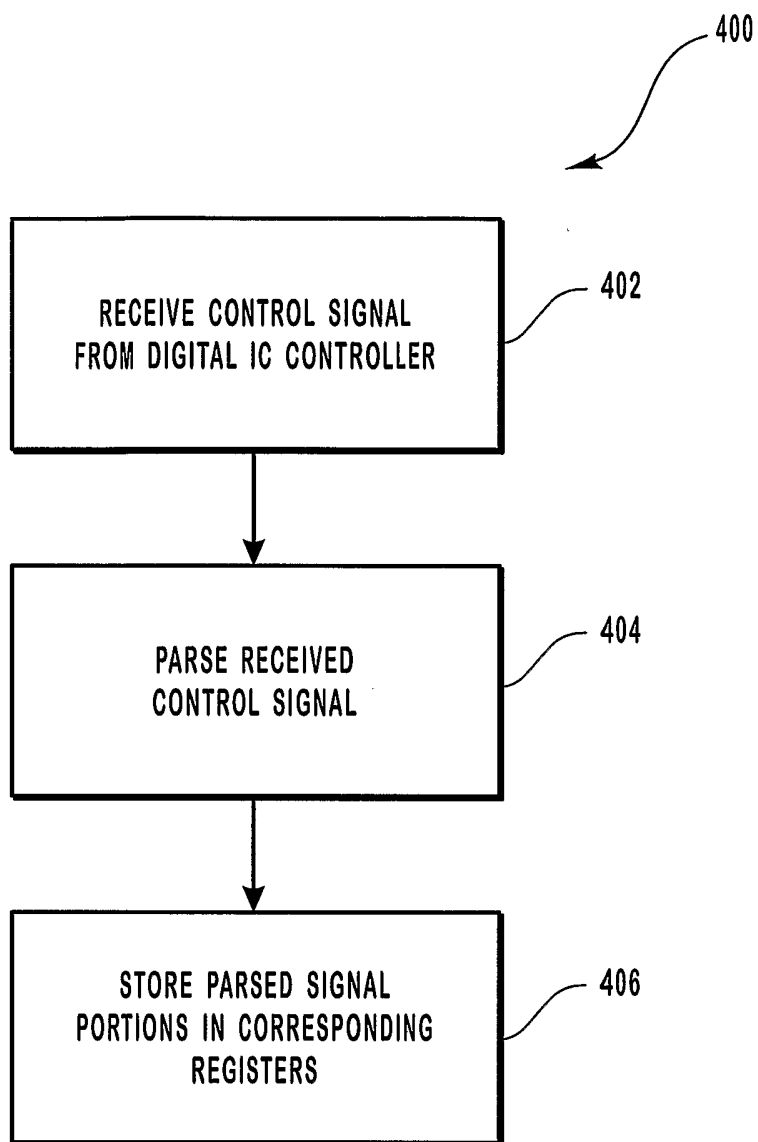 400
RECEIVE CONTROL SIGNAL
FROM DIGITAL IC CONTROLLER
402
PARSE RECEIVED
CONTROL SIGNAL
404
STORE PARSED SIGNAL
PORTIONS IN CORRESPONDING
REGISTERS
406